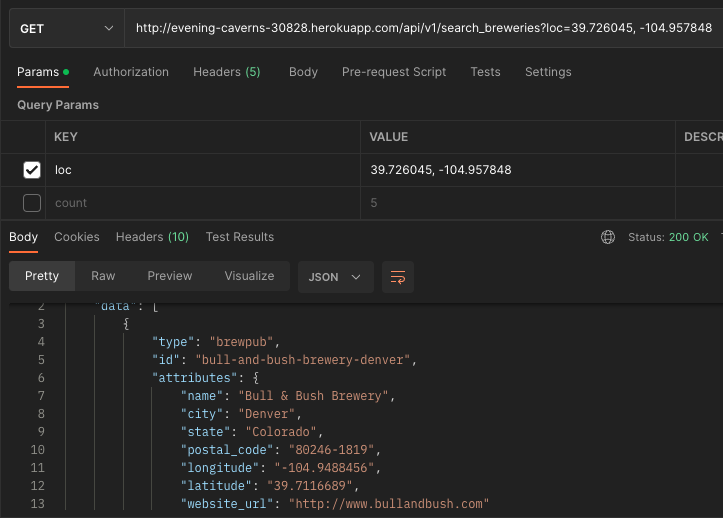 GET http://evening-caverns-30828.herokuapp.com/api/v1/search_breweries?loc=39.726045, -104.957848
Params Authorization Headers (5) Body Pre-request Script Tests Settings
Query Params
KEY VALUE DESCR
loc 39.726045, -104.957848
count 5
Body Cookies Headers (10) Test Results Status: 200 OK
Pretty Raw Preview Visualize JSON
2 "data": [
3 {
4 "type": "brewpub",
5 "id": "bull-and-bush-brewery-denver",
6 "attributes": {
7 "name": "Bull & Bush Brewery",
8 "city": "Denver",
9 "state": "Colorado",
10 "postal_code": "80246-1819",
11 "longitude": "-104.9488456",
12 "latitude": "39.7116689",
13 "website_url": "http://www.bullandbush.com"